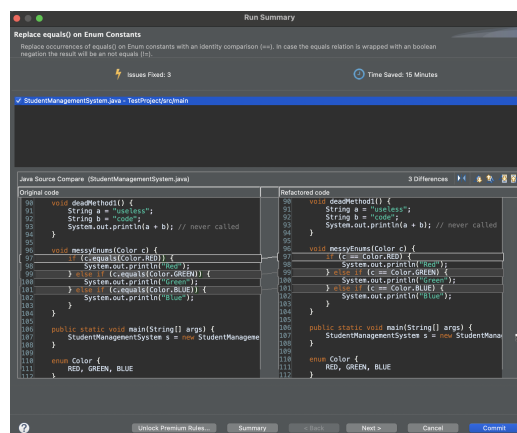 Run Summary
Replace equals() on Enum Constants
Replace occurrences of equals() on Enum constants with an identity comparison (==). In case the equals relation is wrapped with an boolean
negation the result will be an not equals (!=).
Issues Fixed: 3
Time Saved: 15 Minutes
StudentManagementSystem.java - TestProject/src/main
Java Source Compare (StudentManagementSystem.java)
3 Differences
Original code
90 void deadMethod1() {
91 String a = "useless";
92 String b = "code";
93 System.out.println(a + b); // never called
94 }
95
96 void messyEnums(Color c) {
97 if (c.equals(Color.RED)) {
98 System.out.println("Red");
99 } else if (c.equals(Color.GREEN)) {
100 System.out.println("Green");
101 } else if (c.equals(Color.BLUE)) {
102 System.out.println("Blue");
103 }
104 }
105
106 public static void main(String[] args) {
107 StudentManagementSystem s = new StudentManageme
108 }
109
110 enum Color {
111 RED, GREEN, BLUE
112 }
Refactored code
90 void deadMethod1() {
91 String a = "useless";
92 String b = "code";
93 System.out.println(a + b); // never called
94 }
95
96 void messyEnums(Color c) {
97 if (c == Color.RED) {
98 System.out.println("Red");
99 } else if (c == Color.GREEN) {
100 System.out.println("Green");
101 } else if (c == Color.BLUE) {
102 System.out.println("Blue");
103 }
104 }
105
106 public static void main(String[] args) {
107 StudentManagementSystem s = new StudentMana
108 }
109
110 enum Color {
111 RED, GREEN, BLUE
112 }
?
Unlock Premium Rules...
Summary
< Back
Next >
Cancel
Commit